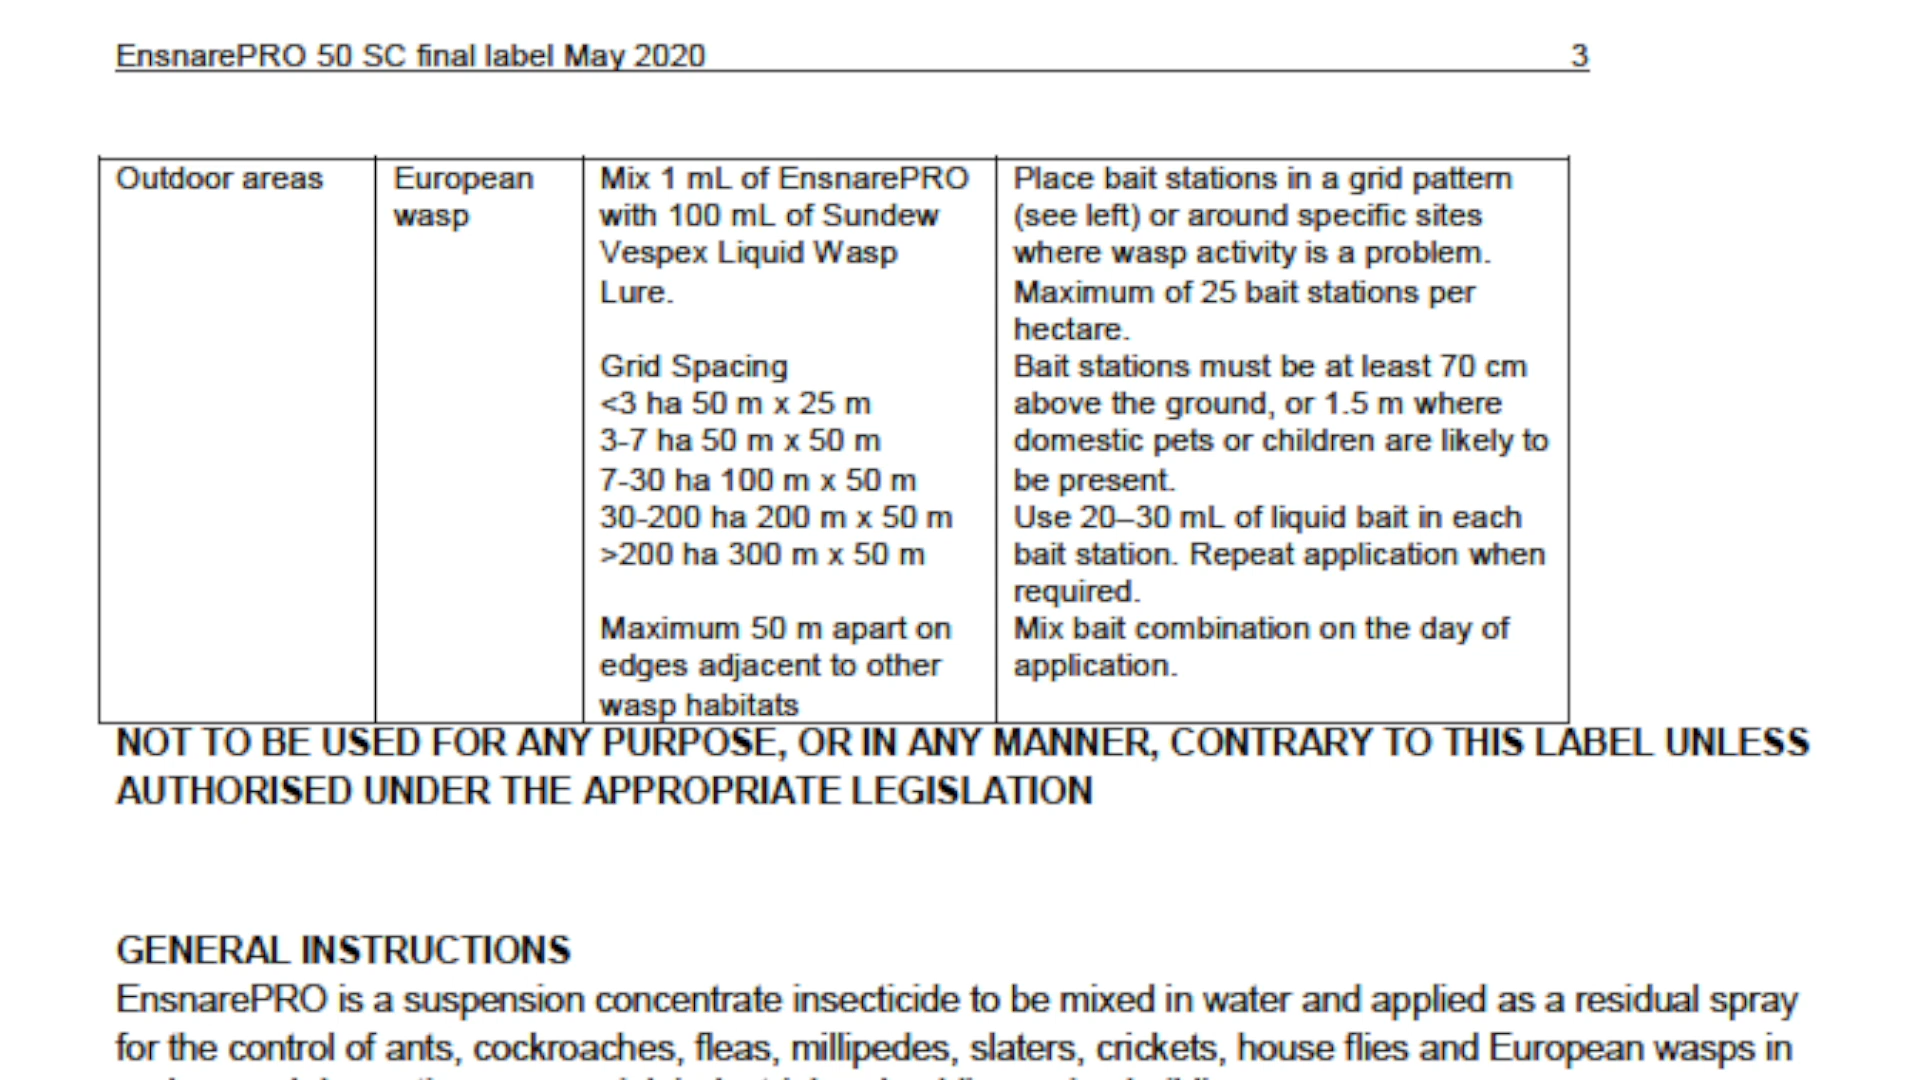 EnsnarePRO 50 SC final label May 2020 3
Outdoor areas
European
wasp
Mix 1 mL of EnsnarePRO
with 100 mL of Sundew
Vespex Liquid Wasp
Lure.
Grid Spacing
<3 ha 50 m x 25 m
3-7 ha 50 m x 50 m
7-30 ha 100 m x 50 m
30-200 ha 200 m x 50 m
>200 ha 300 m x 50 m
Maximum 50 m apart on
edges adjacent to other
wasp habitats
Place bait stations in a grid pattern
(see left) or around specific sites
where wasp activity is a problem.
Maximum of 25 bait stations per
hectare.
Bait stations must be at least 70 cm
above the ground, or 1.5 m where
domestic pets or children are likely to
be present.
Use 20–30 mL of liquid bait in each
bait station. Repeat application when
required.
Mix bait combination on the day of
application.
NOT TO BE USED FOR ANY PURPOSE, OR IN ANY MANNER, CONTRARY TO THIS LABEL UNLESS
AUTHORISED UNDER THE APPROPRIATE LEGISLATION
GENERAL INSTRUCTIONS
EnsnarePRO is a suspension concentrate insecticide to be mixed in water and applied as a residual spray
for the control of ants, cockroaches, fleas, millipedes, slaters, crickets, house flies and European wasps in